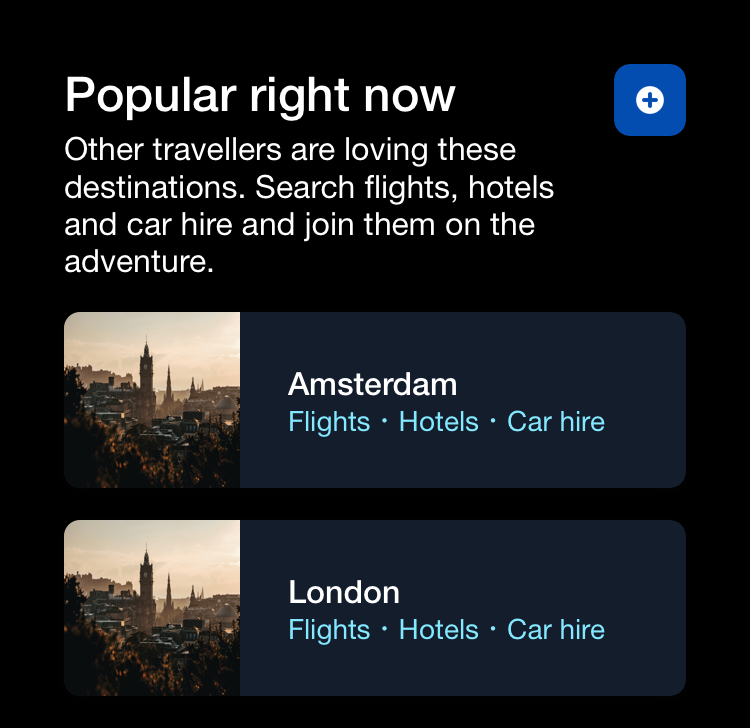 Popular right now
Other travellers are loving these
destinations. Search flights, hotels
and car hire and join them on the
adventure.
Amsterdam
Flights · Hotels · Car hire
London
Flights · Hotels · Car hire